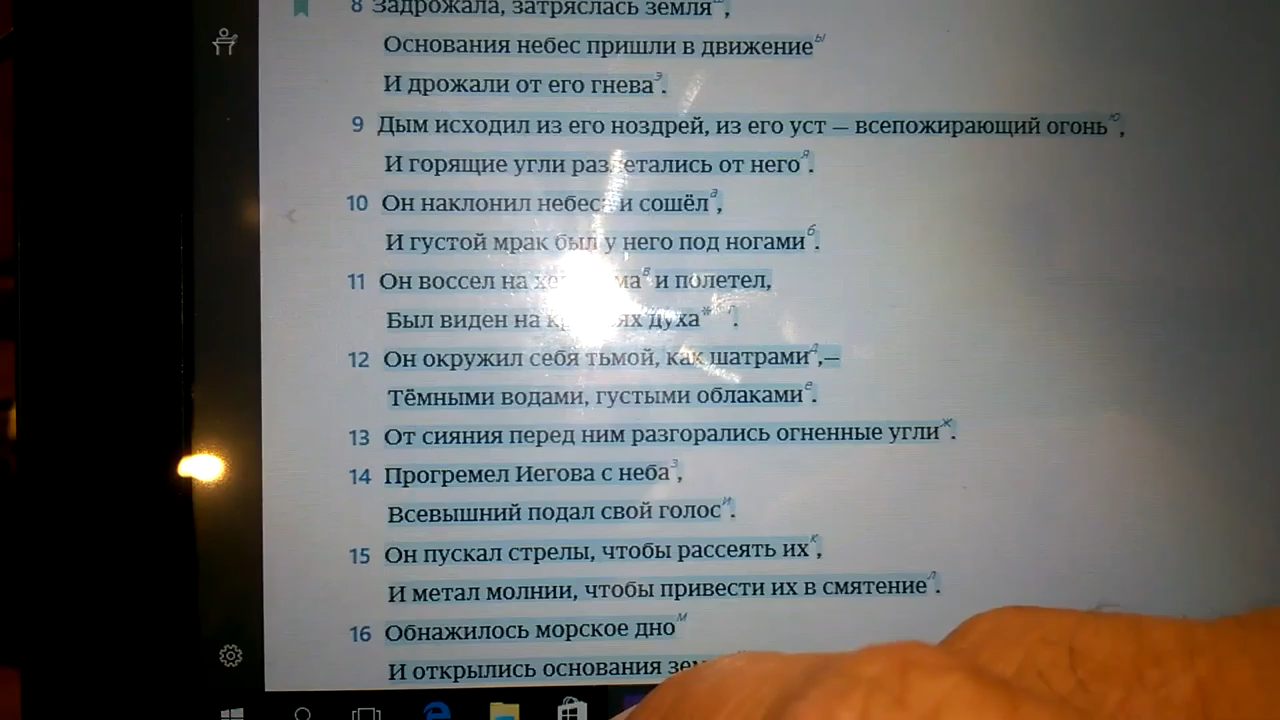 8 Задрожала, затряслась земля,
Основания небес пришли в движение ы
И дрожали от его гнева э.
9 Дым исходил из его ноздрей, из его уст — всепожирающий огонь ю,
И горящие угли разлетались от него я.
10 Он наклонил небеса и сошёл а,
И густой мрак был у него под ногами б.
11 Он воссел на в и полетел,
Был виден на духа*.
12 Он окружил себя тьмой, как шатрами д,—
Тёмными водами, густыми облаками е.
13 От сияния перед ним разгорались огненные угли ж.
14 Прогремел Иегова с неба з,
Всевышний подал свой голос и.
15 Он пускал стрелы, чтобы рассеять их к,
И метал молнии, чтобы привести их в смятение л.
16 Обнажилось морское дно м
И открылись основания